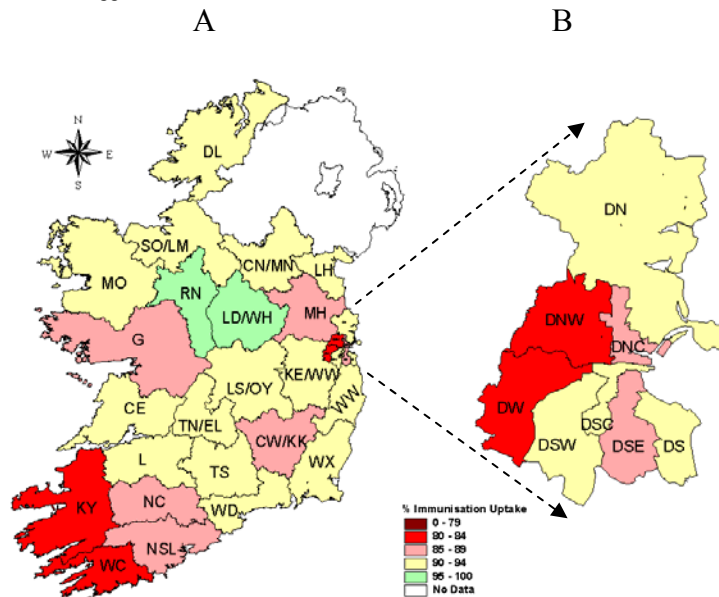 A
B
N
W E
S
DL
SO/LM
CN/MN
LH
MO
RN
LD/WH
MH
G
LS/OY
KE/WW
WW
CE
TN/EL
CW/KK
L
TS
WX
KY
NC
WD
NSL
WC
DN
DNW
DNC
DW
DSC
DSW
DSE
DS
% Immunisation Uptake
0 - 79
80 - 84
85 - 89
90 - 94
95 - 100
No Data